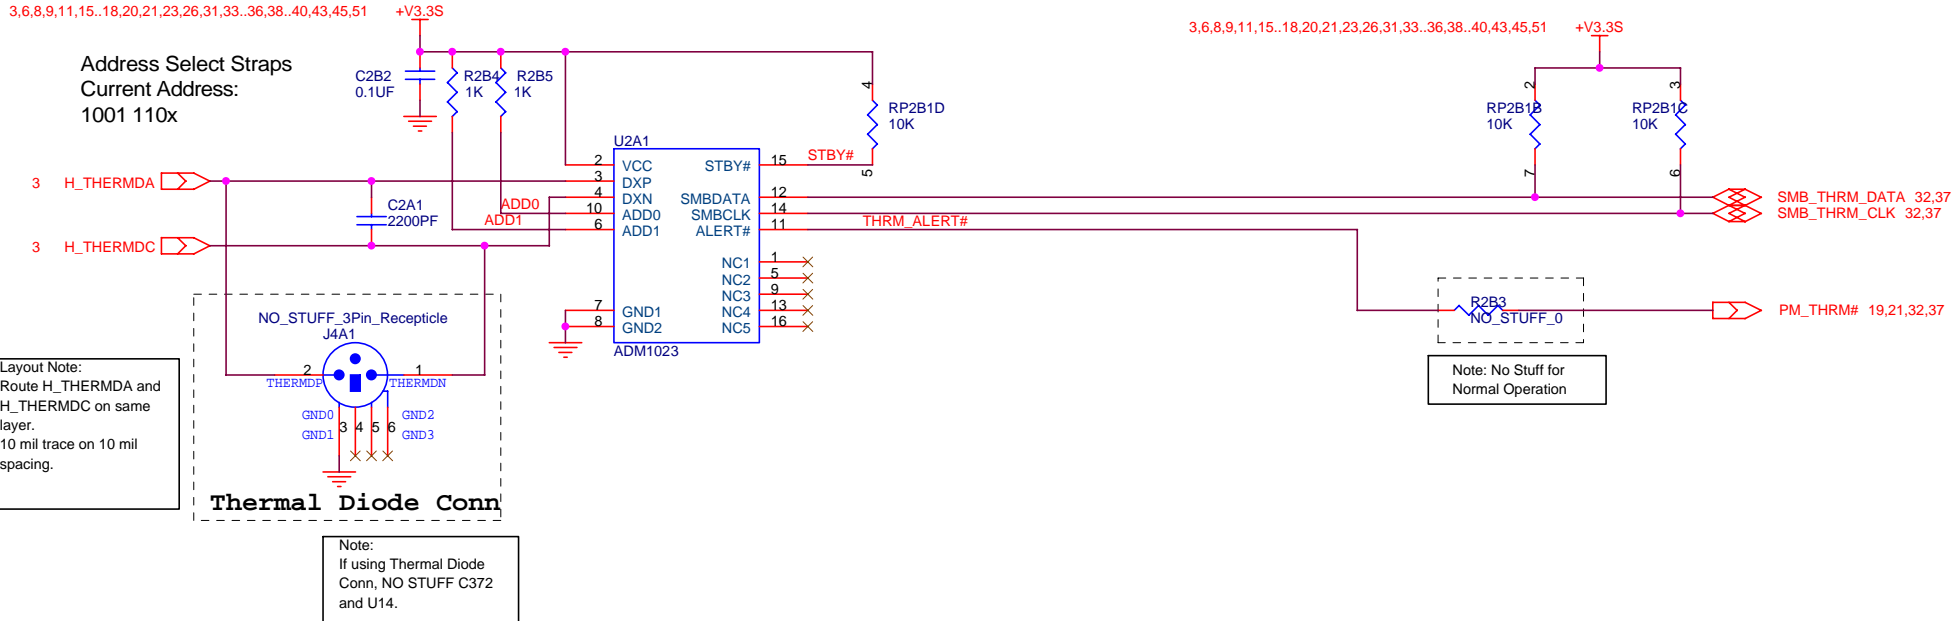 3,6,8,9,11,15..18,20,21,23,26,31,33..36,38..40,43,45,51 +V3.3S
3,6,8,9,11,15..18,20,21,23,26,31,33..36,38..40,43,45,51 +V3.3S
Address Select Straps
Current Address:
1001 110x
C2B2
0.1UF
R2B4
1K
R2B5
1K
4
RP2B1D
10K
5
2
RP2B1B
10K
7
3
RP2B1C
10K
6
U2A1
2 VCC
3 DXP
4 DXN
10 ADD0
6 ADD1
7 GND1
8 GND2
STBY# 15
SMBDATA 12
SMBCLK 14
ALERT# 11
NC1 1
NC2 5
NC3 9
NC4 13
NC5 16
ADM1023
STBY#
ADD0
ADD1
THRM_ALERT#
3 H_THERMDA
C2A1
2200PF
3 H_THERMDC
SMB_THRM_DATA 32,37
SMB_THRM_CLK 32,37
R2B3
NO_STUFF_0
PM_THRM# 19,21,32,37
Note: No Stuff for
Normal Operation
NO_STUFF_3Pin_Recepticle
J4A1
2
THERMDP
1
THERMDN
GND0
GND1
3 4 5 6
GND2
GND3
Thermal Diode Conn
Layout Note:
Route H_THERMDA and
H_THERMDC on same
layer.
10 mil trace on 10 mil
spacing.
Note:
If using Thermal Diode
Conn, NO STUFF C372
and U14.